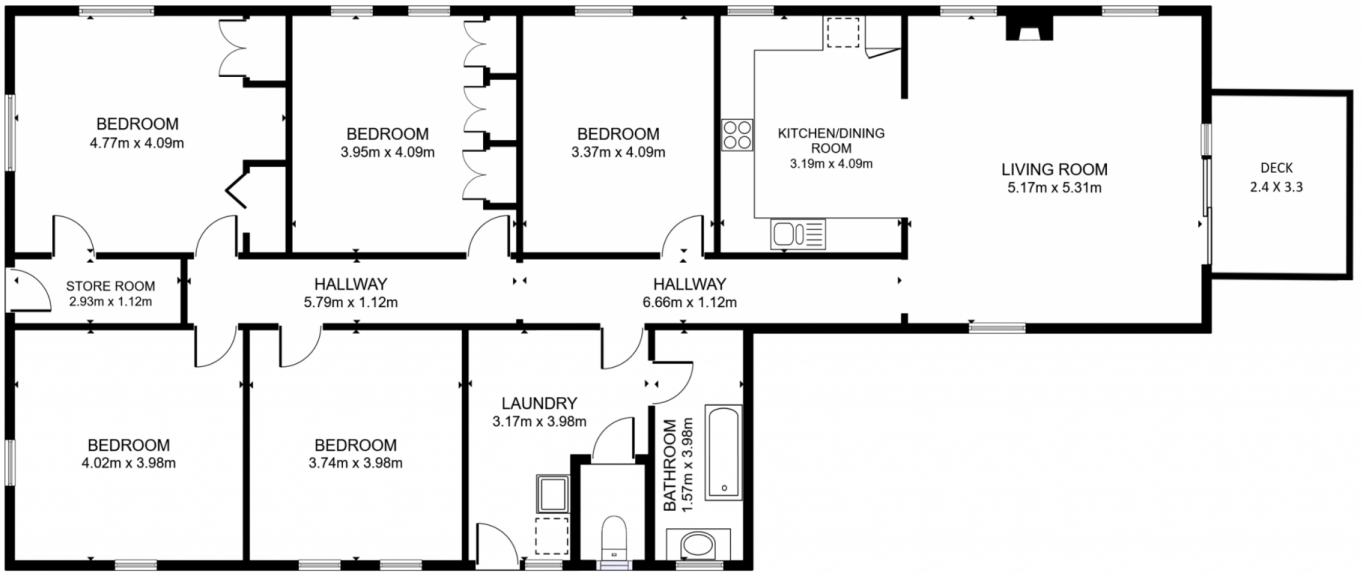 BEDROOM
4.77m x 4.09m
BEDROOM
3.95m x 4.09m
BEDROOM
3.37m x 4.09m
KITCHEN/DINING
ROOM
3.19m x 4.09m
LIVING ROOM
5.17m x 5.31m
DECK
2.4 X 3.3
STORE ROOM
2.93m x 1.12m
HALLWAY
5.79m x 1.12m
HALLWAY
6.66m x 1.12m
BEDROOM
4.02m x 3.98m
BEDROOM
3.74m x 3.98m
LAUNDRY
3.17m x 3.98m
BATHROOM
1.57m x 3.98m